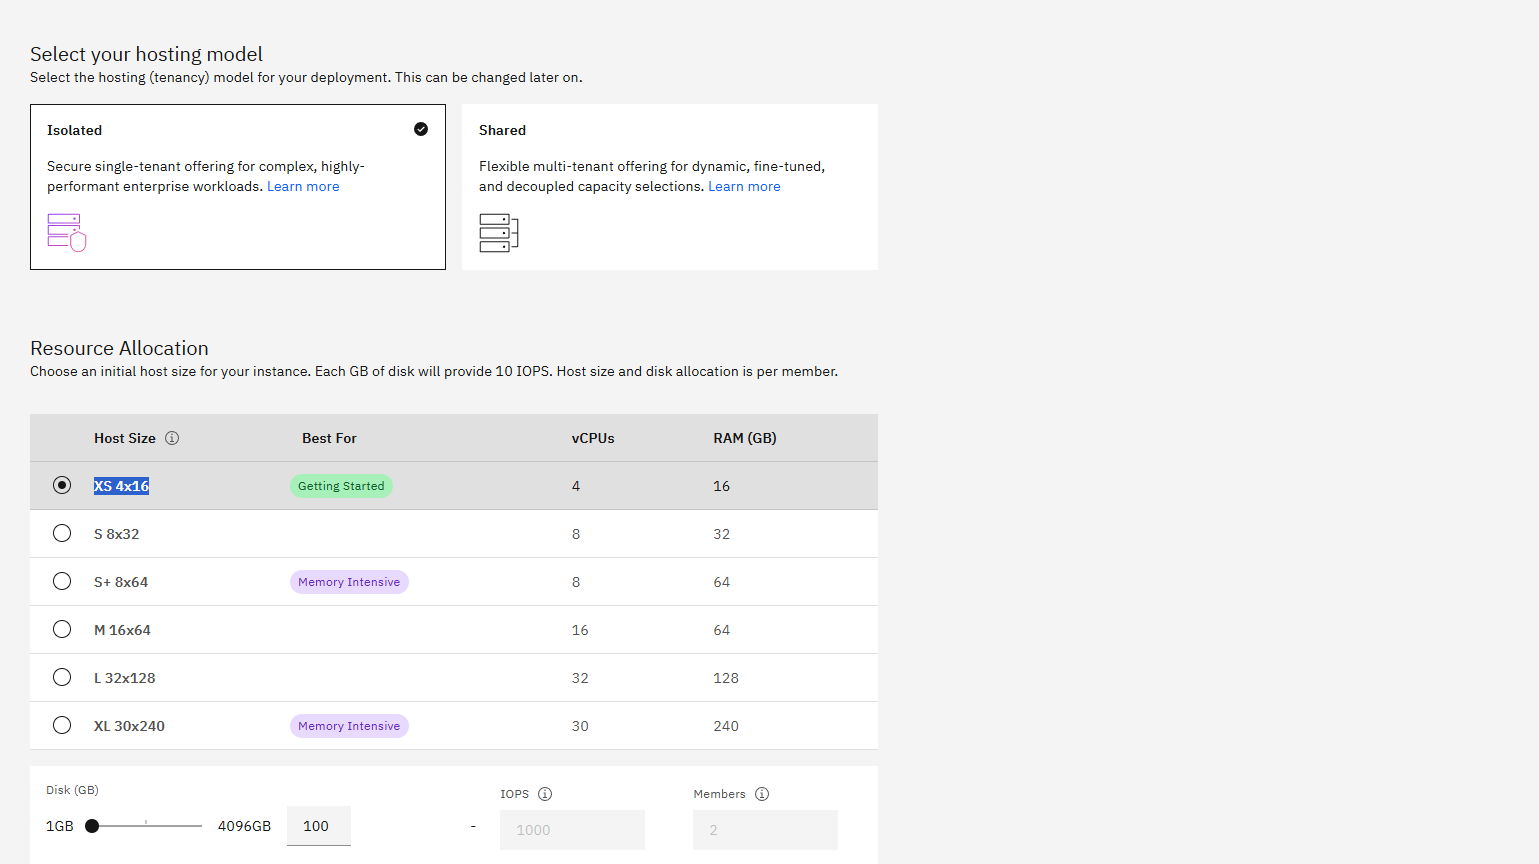 Select your hosting model
Select the hosting (tenancy) model for your deployment. This can be changed later on.
Isolated
Secure single-tenant offering for complex, highly-
performant enterprise workloads. Learn more
Shared
Flexible multi-tenant offering for dynamic, fine-tuned,
and decoupled capacity selections. Learn more
Resource Allocation
Choose an initial host size for your instance. Each GB of disk will provide 10 IOPS. Host size and disk allocation is per member.
Host Size Best For vCPUs RAM (GB)
XS 4x16 Getting Started 4 16
S 8x32 8 32
S+ 8x64 Memory Intensive 8 64
M 16x64 16 64
L 32x128 32 128
XL 30x240 Memory Intensive 30 240
Disk (GB) IOPS Members
1GB 4096GB 100 - 1000 2